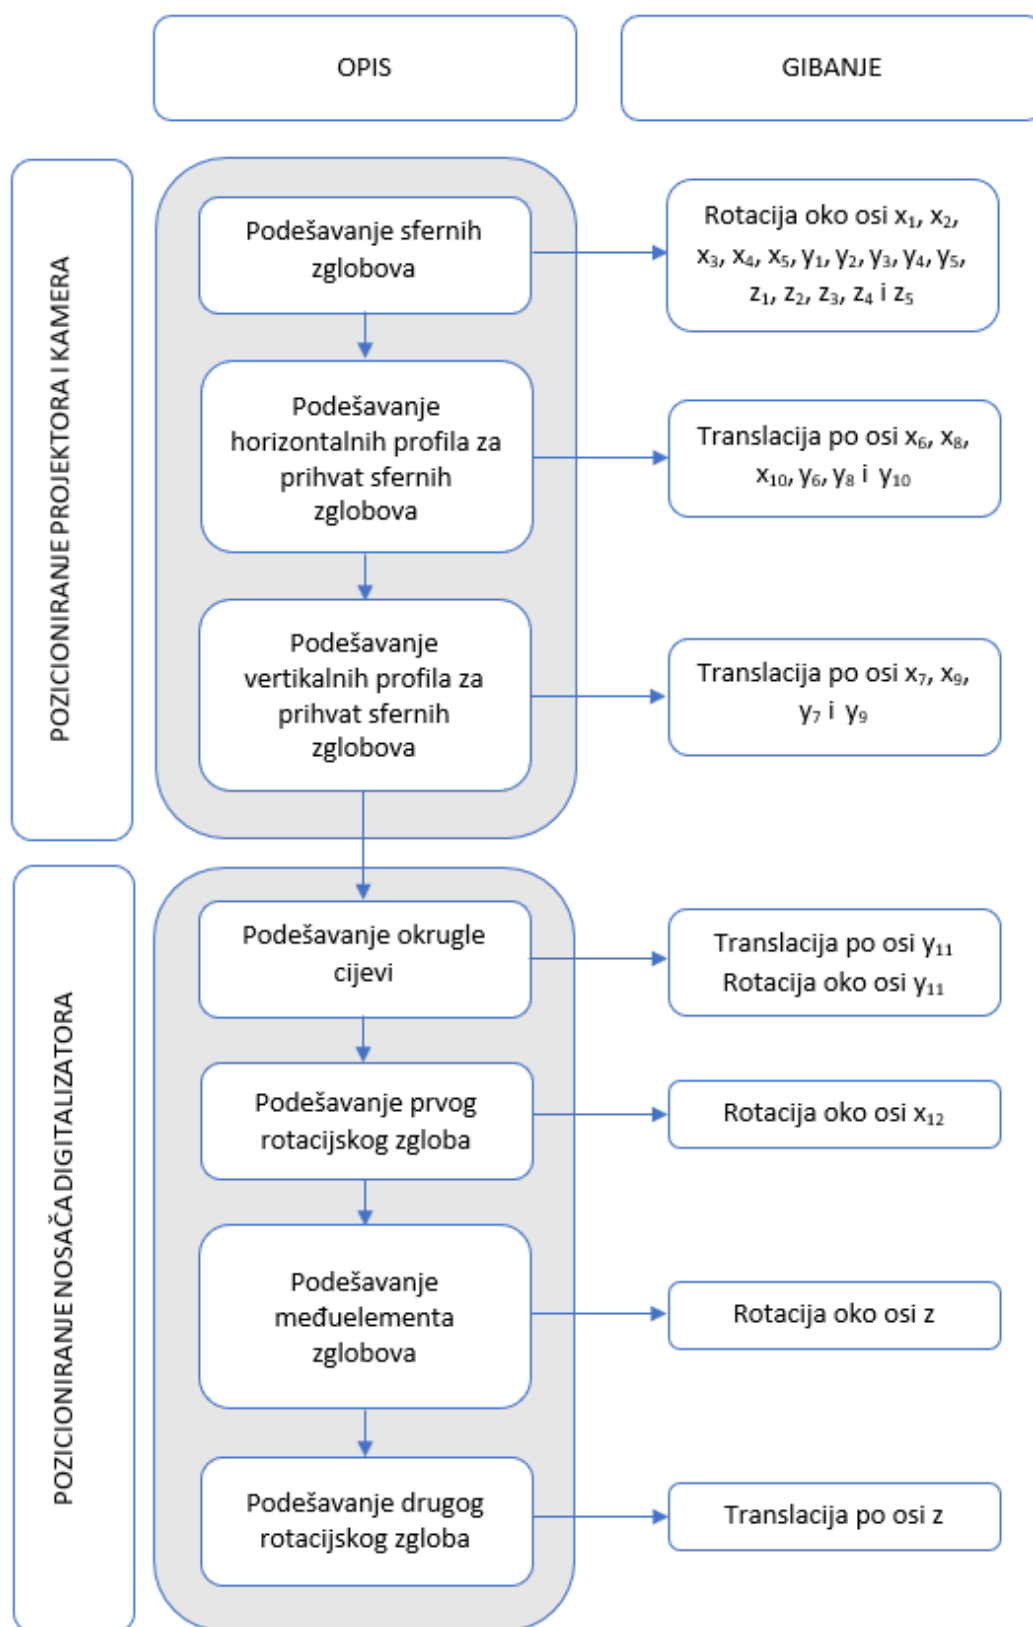 OPIS
GIBANJE
POZICIONIRANJE PROJEKTORA I KAMERA
Podešavanje sfernih
zglobova
Rotacija oko osi x₁, x₂,
x₃, x₄, x₅, y₁, y₂, y₃, y₄, y₅,
z₁, z₂, z₃, z₄ i z₅
Podešavanje
horizontalnih profila za
prihvat sfernih
zglobova
Translacija po osi x₆, x₈,
x₁₀, y₆, y₈ i y₁₀
Podešavanje
vertikalnih profila za
prihvat sfernih
zglobova
Translacija po osi x₇, x₉,
y₇ i y₉
POZICIONIRANJE NOSAČA DIGITALIZATORA
Podešavanje okrugle
cijevi
Translacija po osi y₁₁
Rotacija oko osi y₁₁
Podešavanje prvog
rotacijskog zgloba
Rotacija oko osi x₁₂
Podešavanje
međuelementa
zglobova
Rotacija oko osi z
Podešavanje drugog
rotacijskog zgloba
Translacija po osi z